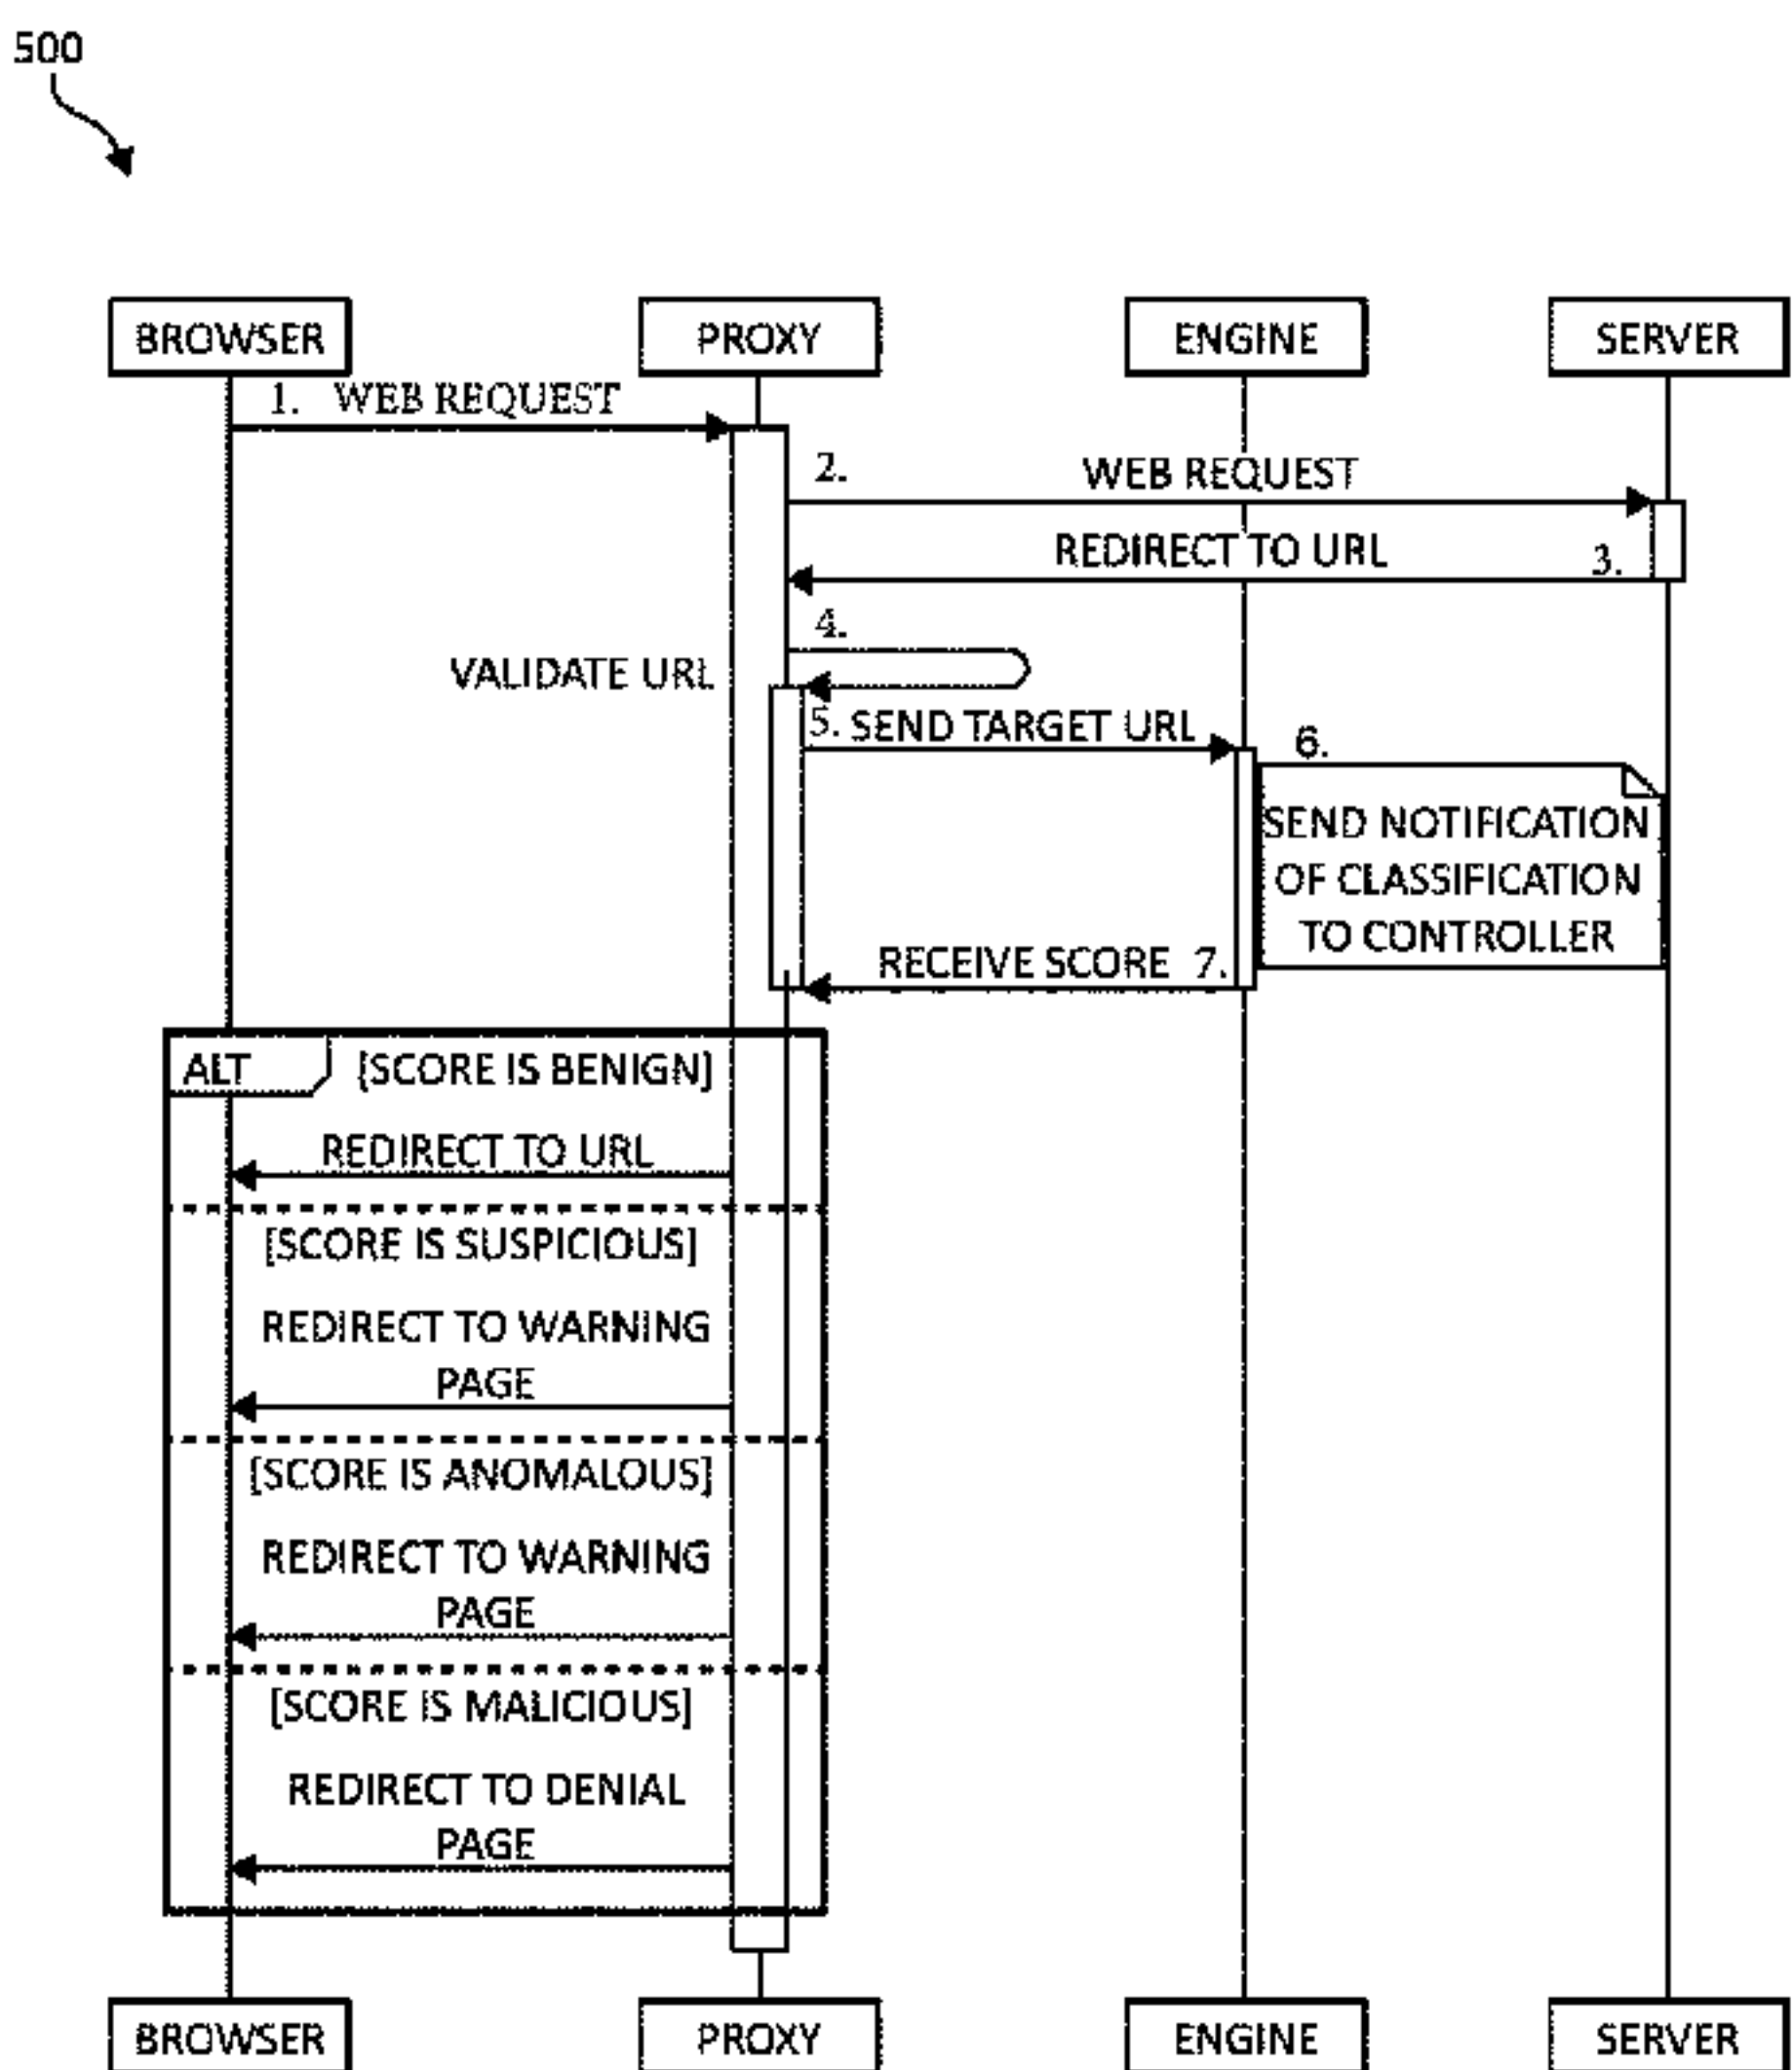 500
BROWSER
PROXY
ENGINE
SERVER
1. WEB REQUEST
2. WEB REQUEST
REDIRECT TO URL 3.
4.
VALIDATE URL
5. SEND TARGET URL
6.
SEND NOTIFICATION
OF CLASSIFICATION
TO CONTROLLER
RECEIVE SCORE 7.
ALT [SCORE IS BENIGN]
REDIRECT TO URL
[SCORE IS SUSPICIOUS]
REDIRECT TO WARNING
PAGE
[SCORE IS ANOMALOUS]
REDIRECT TO WARNING
PAGE
[SCORE IS MALICIOUS]
REDIRECT TO DENIAL
PAGE
BROWSER
PROXY
ENGINE
SERVER